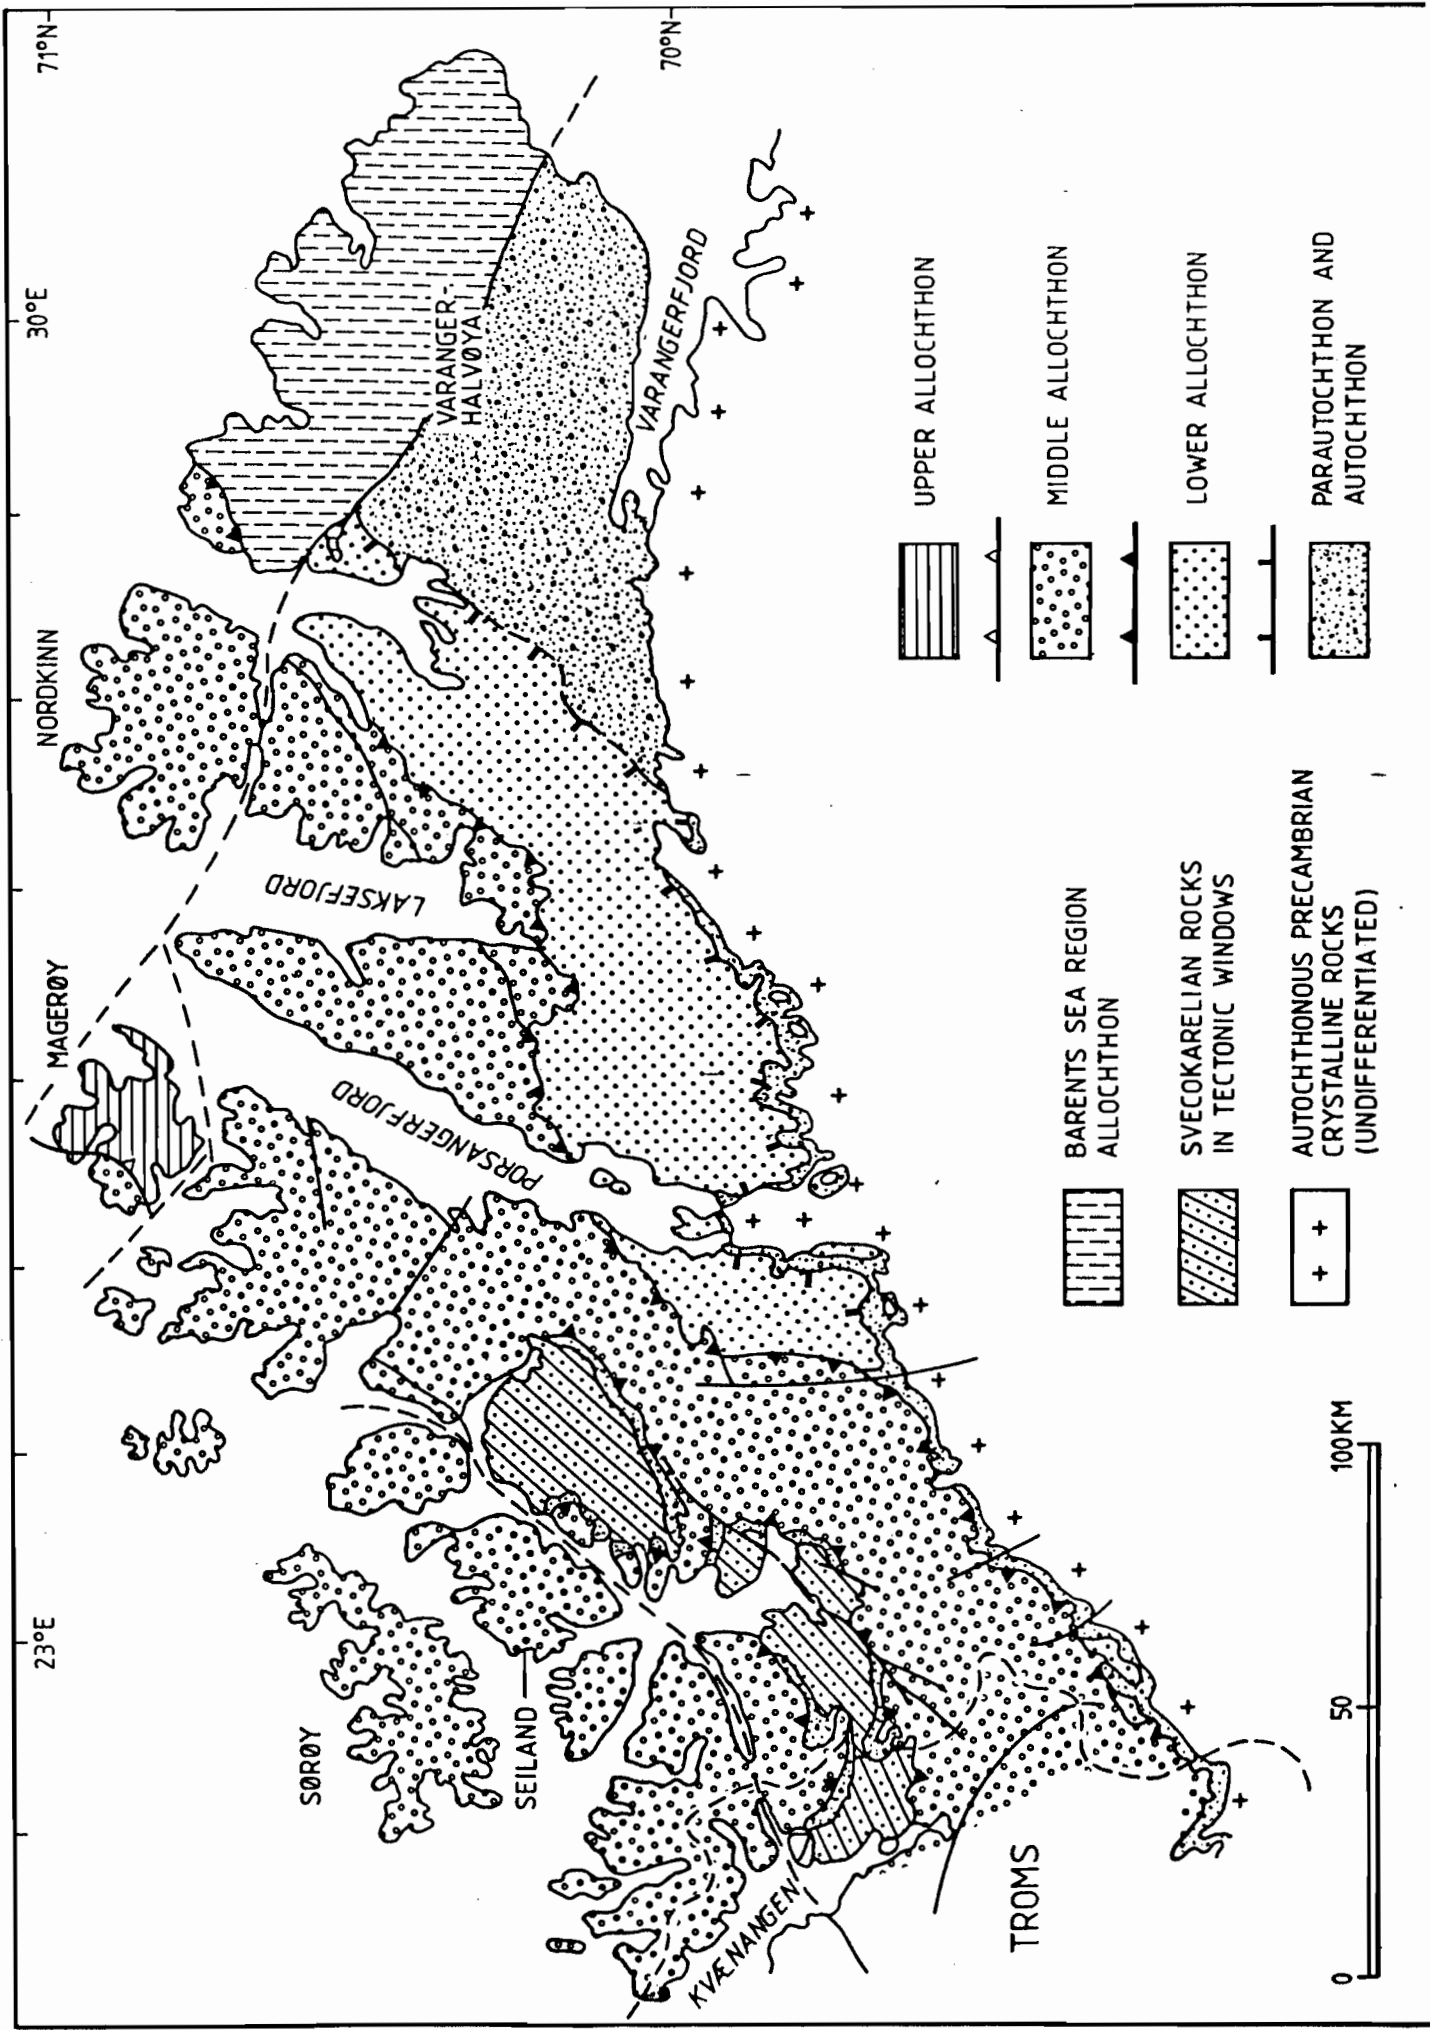 71°N
70°N
30°E
23°E
NORDKINN
MAGERØY
VARANGER-
HALVØYA
VARANGERFJORD
LAKSEFJORD
PORSANGERFJORD
SØRØY
SEILAND
KVÆNANGEN
TROMS
UPPER ALLOCHTHON
MIDDLE ALLOCHTHON
LOWER ALLOCHTHON
PARAUTOCHTHON AND
AUTOCHTHON
BARENTS SEA REGION
ALLOCHTHON
SVECOKARELIAN ROCKS
IN TECTONIC WINDOWS
AUTOCHTHONOUS PRECAMBRIAN
CRYSTALLINE ROCKS
(UNDIFFERENTIATED)
0 50 100KM